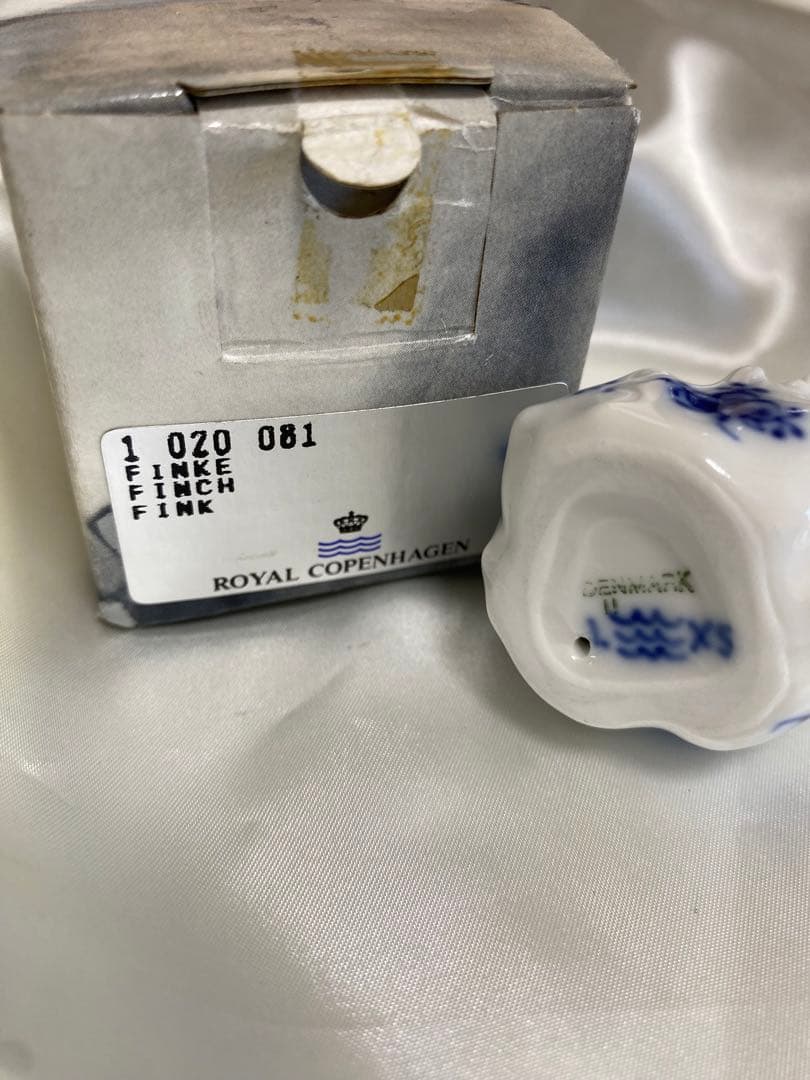 1 020 081
FINKE
FINCH
FINK
ROYAL COPENHAGEN
DENMARK